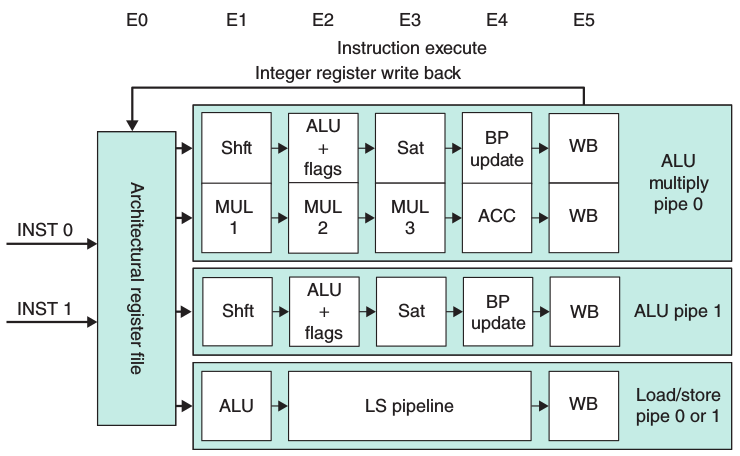 E0 E1 E2 E3 E4 E5
Instruction execute
Integer register write back
INST 0
INST 1
Architectural register file
Shft
ALU
+
flags
Sat
BP
update
WB
MUL
1
MUL
2
MUL
3
ACC
WB
ALU
multiply
pipe 0
Shft
ALU
+
flags
Sat
BP
update
WB
ALU pipe 1
ALU
LS pipeline
WB
Load/store
pipe 0 or 1